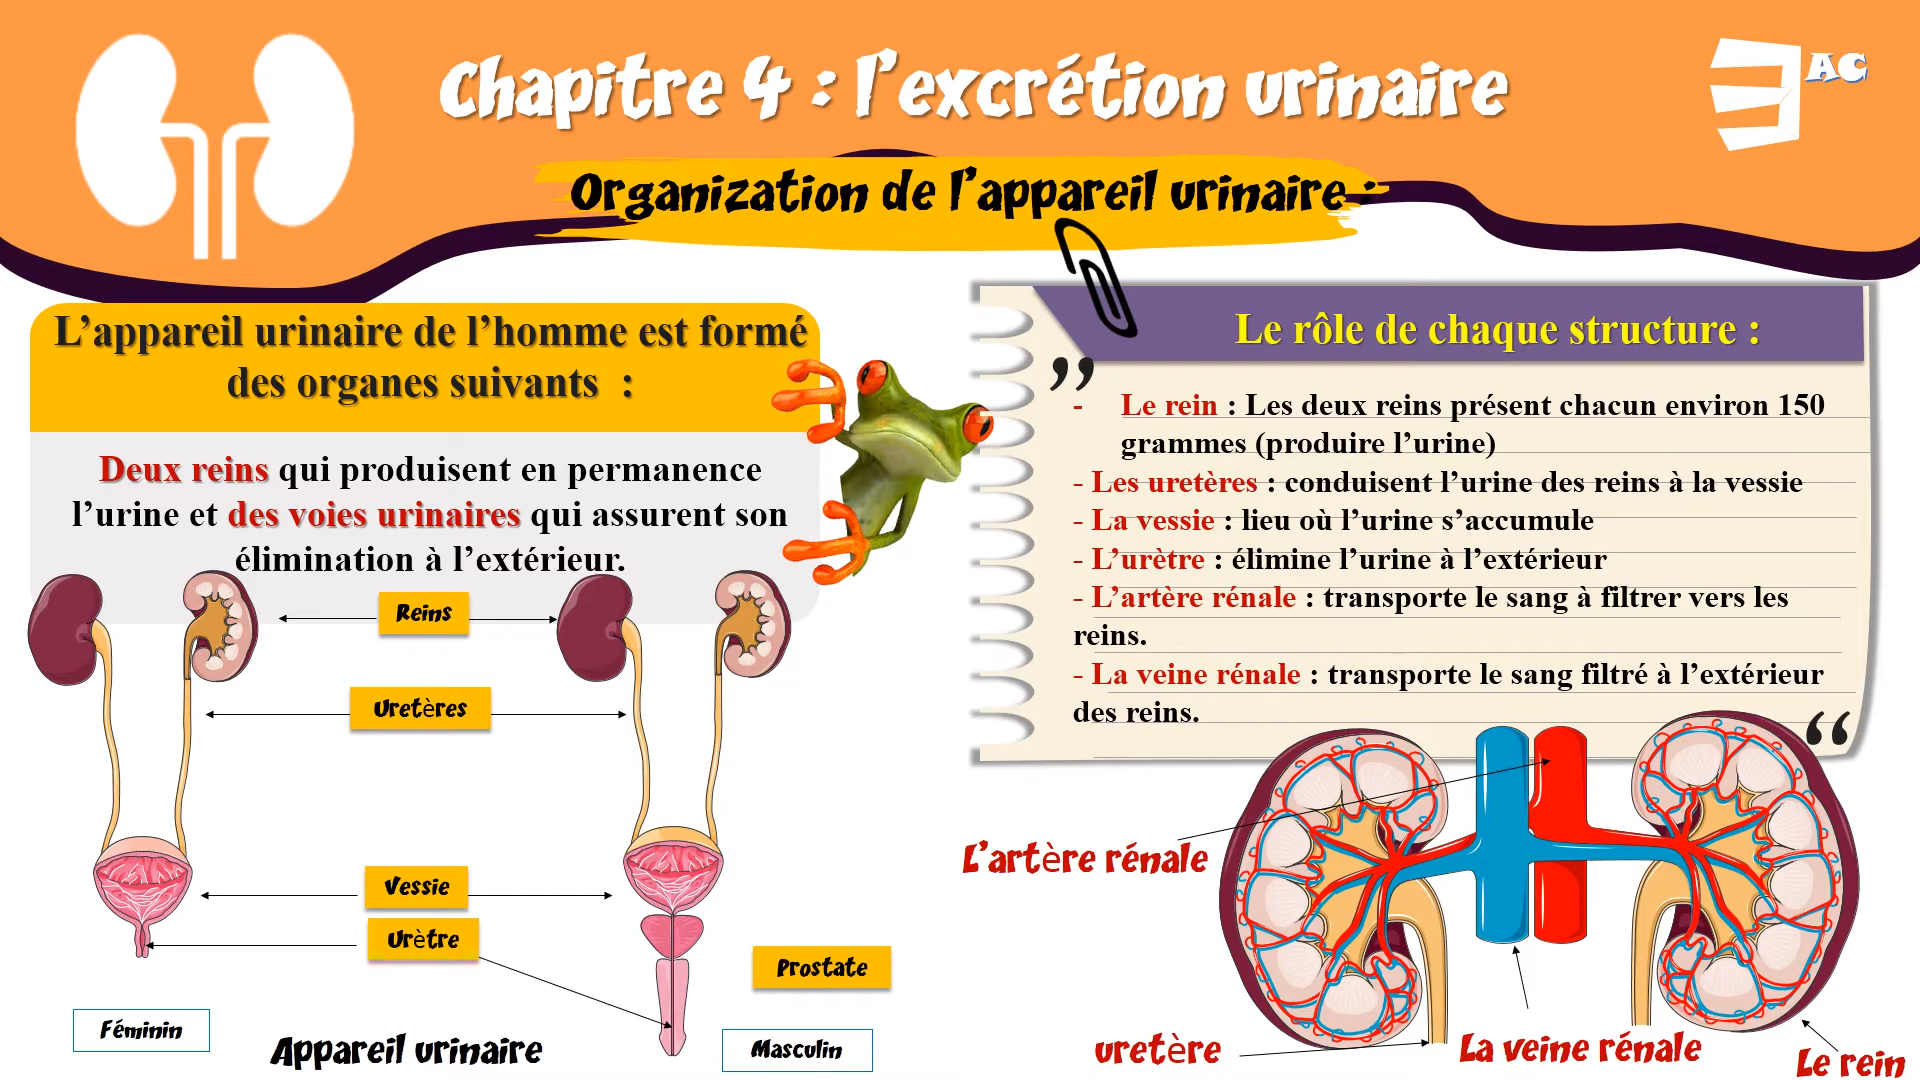 Chapitre 4 : l'excrétion urinaire
3 AC
Organization de l'appareil urinaire :
L'appareil urinaire de l'homme est formé
des organes suivants :
Deux reins qui produisent en permanence
l'urine et des voies urinaires qui assurent son
élimination à l'extérieur.
Reins
Uretères
Vessie
Urètre
Prostate
Féminin
Appareil urinaire
Masculin
Le rôle de chaque structure :
”
- Le rein : Les deux reins présent chacun environ 150
grammes (produire l'urine)
- Les uretères : conduisent l'urine des reins à la vessie
- La vessie : lieu où l'urine s'accumule
- L'urètre : élimine l'urine à l'extérieur
- L'artère rénale : transporte le sang à filtrer vers les
reins.
- La veine rénale : transporte le sang filtré à l'extérieur
des reins.
“
L'artère rénale
uretère
La veine rénale
Le rein